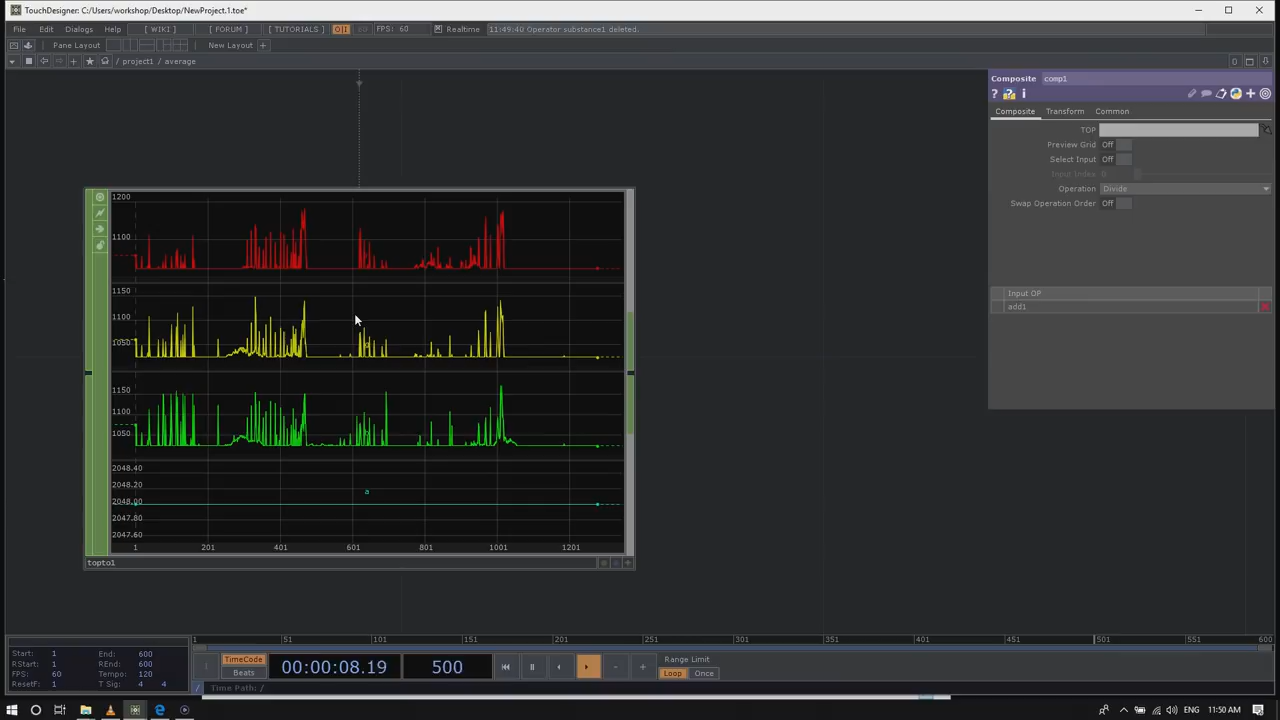 TouchDesigner: C:/Users/workshop/Desktop/NewProject.1.toe*
File Edit Dialogs Help [ WIKI ] [ FORUM ] [ TUTORIALS ] OII FPS: 60 Realtime 11:49:40 Operator substance1 deleted.
Pane Layout New Layout +
/ project1 / average 0
Composite comp1
? ? i
Composite Transform Common
TOP
Preview Grid Off
Select Input Off
Input Index 0
Operation Divide
Swap Operation Order Off
Input OP
add1
1200
1100
1150
1100
1050
1150
1100
1050
2048.40
2048.20
2048.00
2047.80
2047.60
a
1 201 401 601 801 1001 1201
topto1
1 51 101 151 201 251 301 351 401 451 501 551 600
Start: 1 End: 600
RStart: 1 REnd: 600
FPS: 60 Tempo: 120
ResetF: 1 T Sig: 4 4
TimeCode
Beats
00:00:08.19 500
Range Limit
Loop Once
/ Time Path: /
11:50 AM